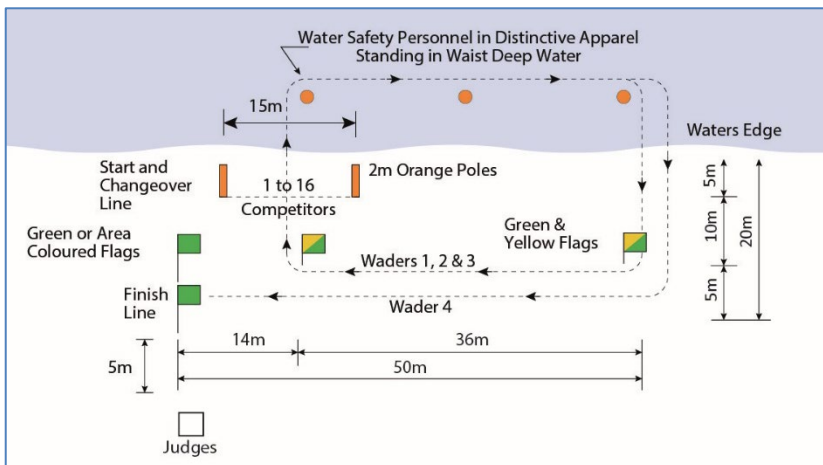 Water Safety Personnel in Distinctive Apparel
Standing in Waist Deep Water
15m
Waters Edge
Start and
Changeover
Line
1 to 16
Competitors
2m Orange Poles
5m
Green or Area
Coloured Flags
Green &
Yellow Flags
10m
20m
Waders 1, 2 & 3
Finish
Line
Wader 4
5m
14m
36m
5m
50m
Judges